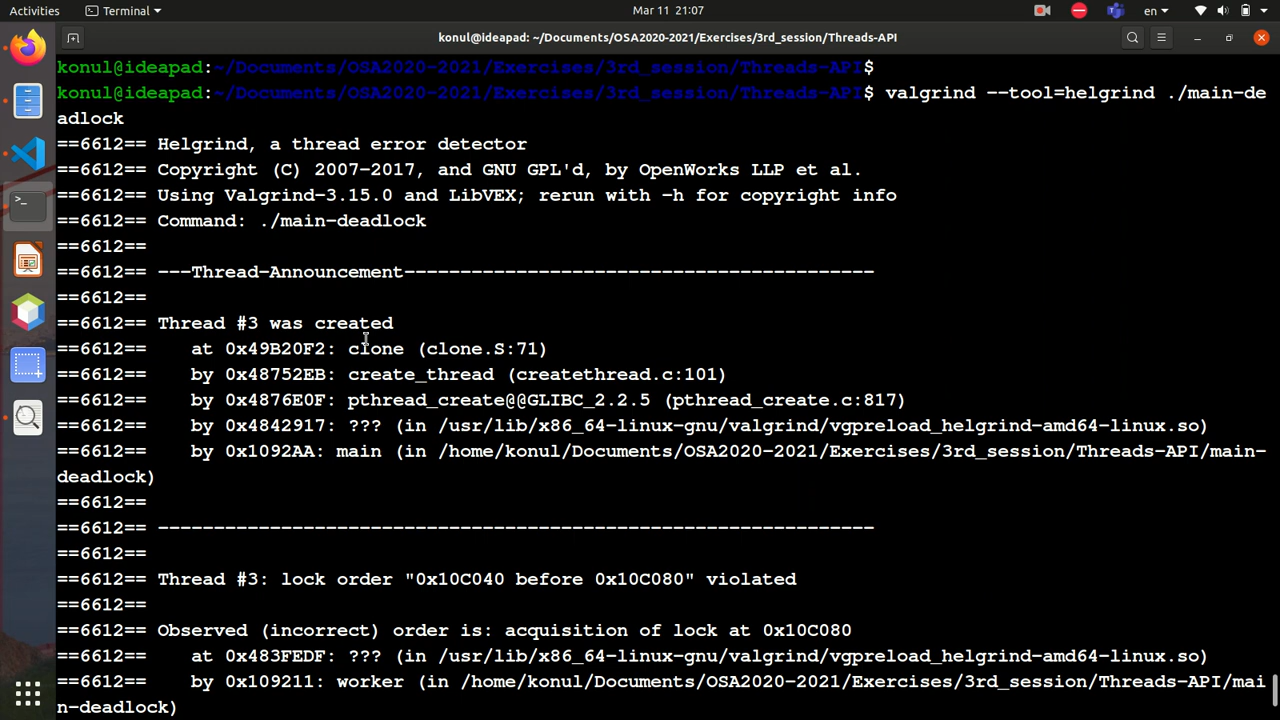 Activities
Terminal
Mar 11 21:07
en
konul@ideapad: ~/Documents/OSA2020-2021/Exercises/3rd_session/Threads-API
konul@ideapad:~/Documents/OSA2020-2021/Exercises/3rd_session/Threads-API$
konul@ideapad:~/Documents/OSA2020-2021/Exercises/3rd_session/Threads-API$ valgrind --tool=helgrind ./main-de
adlock
==6612== Helgrind, a thread error detector
==6612== Copyright (C) 2007-2017, and GNU GPL'd, by OpenWorks LLP et al.
==6612== Using Valgrind-3.15.0 and LibVEX; rerun with -h for copyright info
==6612== Command: ./main-deadlock
==6612==
==6612== ---Thread-Announcement------------------------------------------
==6612==
==6612== Thread #3 was created
==6612==    at 0x49B20F2: clone (clone.S:71)
==6612==    by 0x48752EB: create_thread (createthread.c:101)
==6612==    by 0x4876E0F: pthread_create@@GLIBC_2.2.5 (pthread_create.c:817)
==6612==    by 0x4842917: ??? (in /usr/lib/x86_64-linux-gnu/valgrind/vgpreload_helgrind-amd64-linux.so)
==6612==    by 0x1092AA: main (in /home/konul/Documents/OSA2020-2021/Exercises/3rd_session/Threads-API/main-
deadlock)
==6612==
==6612== ----------------------------------------------------------------
==6612==
==6612== Thread #3: lock order "0x10C040 before 0x10C080" violated
==6612==
==6612== Observed (incorrect) order is: acquisition of lock at 0x10C080
==6612==    at 0x483FEDF: ??? (in /usr/lib/x86_64-linux-gnu/valgrind/vgpreload_helgrind-amd64-linux.so)
==6612==    by 0x109211: worker (in /home/konul/Documents/OSA2020-2021/Exercises/3rd_session/Threads-API/mai
n-deadlock)